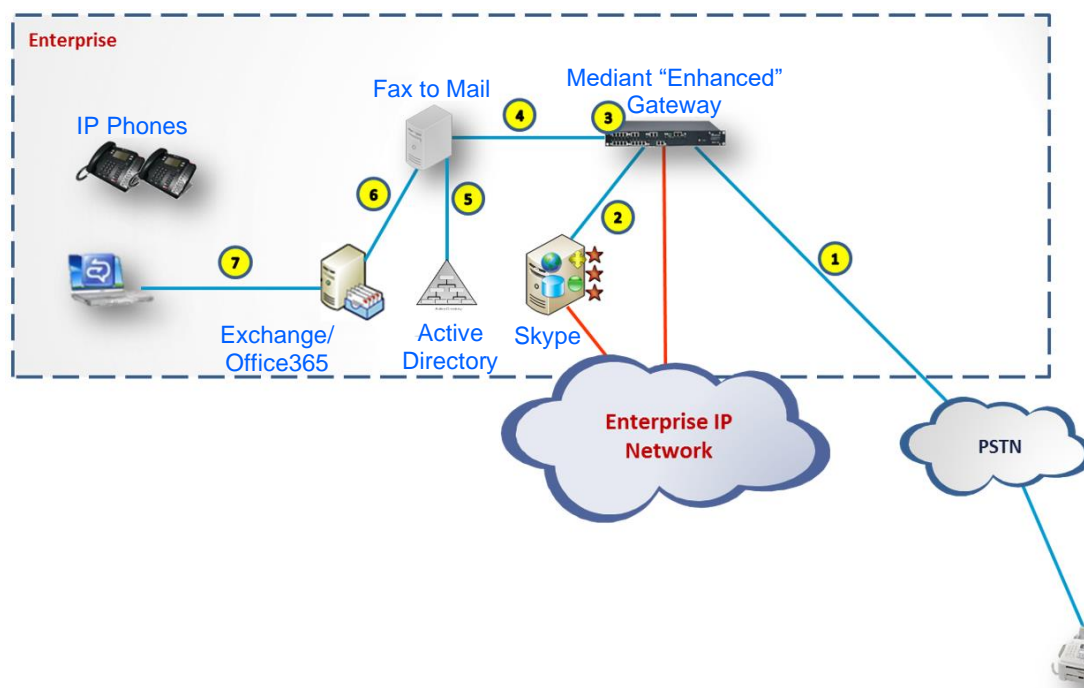 Enterprise
Mediant “Enhanced”
Gateway
Fax to Mail
IP Phones
4
3
6
5
2
7
1
Exchange/
Office365
Active
Directory
Skype
Enterprise IP
Network
PSTN